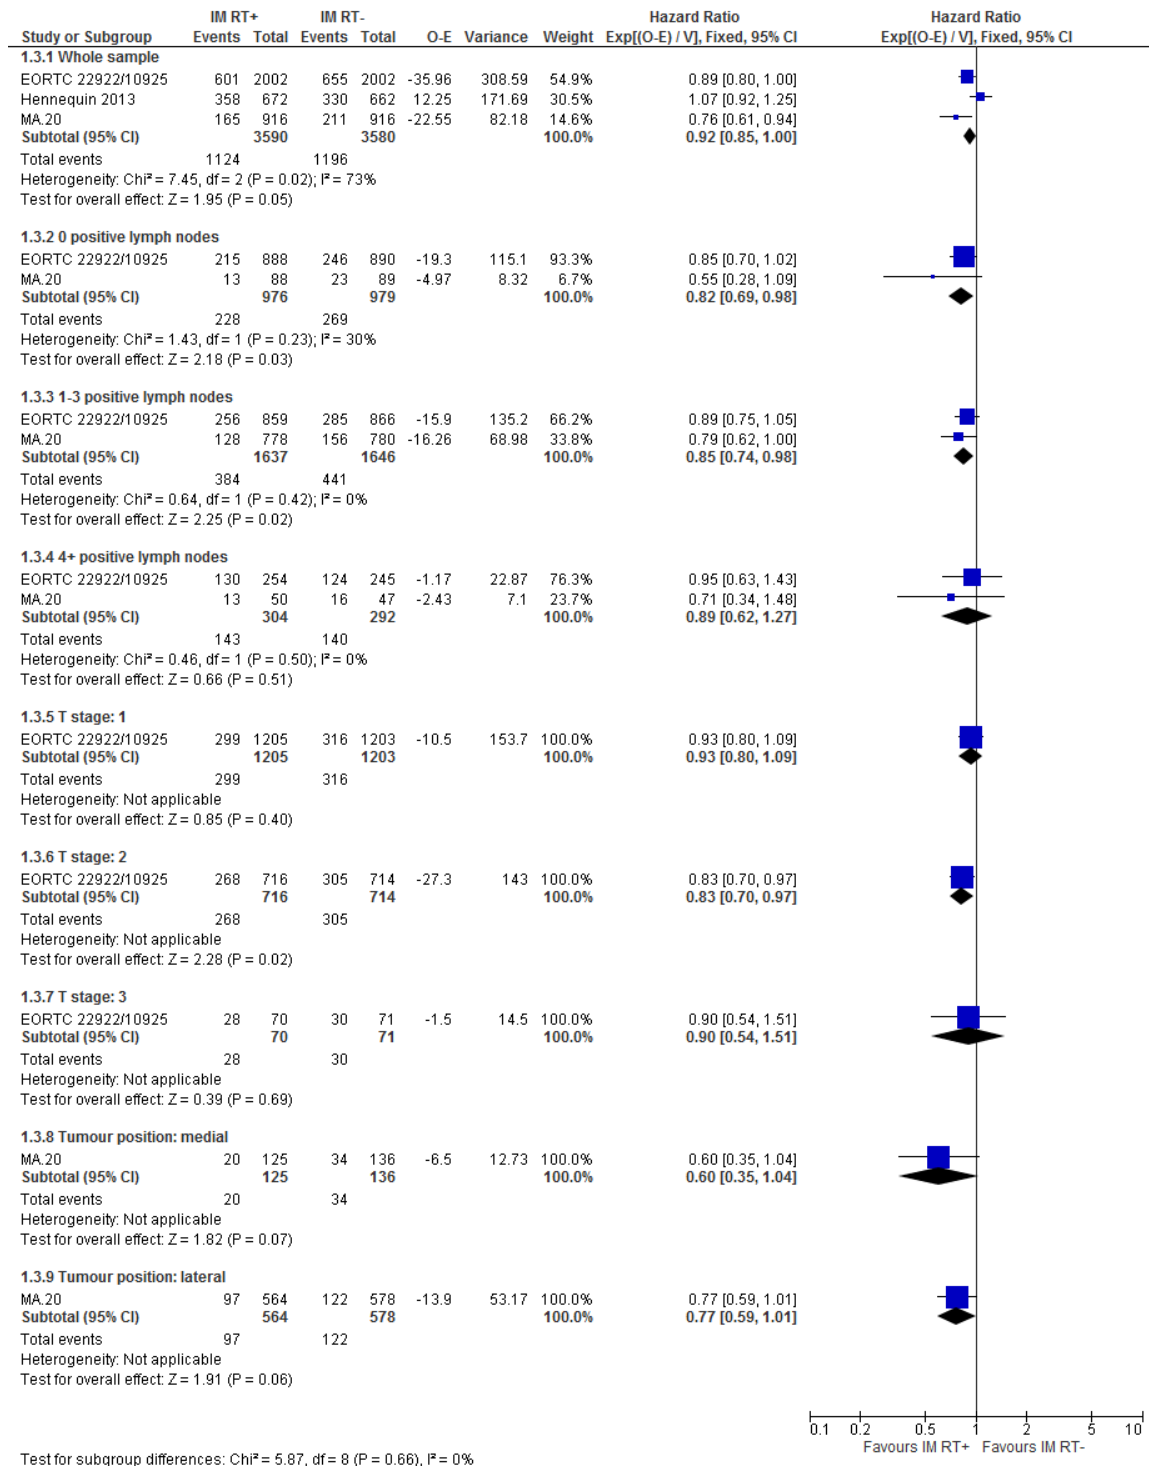 IM RT+ IM RT- Hazard Ratio Hazard Ratio
Study or Subgroup Events Total Events Total O-E Variance Weight Exp[(O-E) / V], Fixed, 95% CI Exp[(O-E) / V], Fixed, 95% CI
1.3.1 Whole sample
EORTC 22922/10925 601 2002 655 2002 -35.96 308.59 54.9% 0.89 [0.80, 1.00]
Hennequin 2013 358 672 330 662 12.25 171.69 30.5% 1.07 [0.92, 1.25]
MA.20 165 916 211 916 -22.55 82.18 14.6% 0.76 [0.61, 0.94]
Subtotal (95% CI) 3590 3580 100.0% 0.92 [0.85, 1.00]
Total events 1124 1196
Heterogeneity: Chi² = 7.45, df = 2 (P = 0.02); I² = 73%
Test for overall effect: Z = 1.95 (P = 0.05)
1.3.2 0 positive lymph nodes
EORTC 22922/10925 215 888 246 890 -19.3 115.1 93.3% 0.85 [0.70, 1.02]
MA.20 13 88 23 89 -4.97 8.32 6.7% 0.55 [0.28, 1.09]
Subtotal (95% CI) 976 979 100.0% 0.82 [0.69, 0.98]
Total events 228 269
Heterogeneity: Chi² = 1.43, df = 1 (P = 0.23); I² = 30%
Test for overall effect: Z = 2.18 (P = 0.03)
1.3.3 1-3 positive lymph nodes
EORTC 22922/10925 256 859 285 866 -15.9 135.2 66.2% 0.89 [0.75, 1.05]
MA.20 128 778 156 780 -16.26 68.98 33.8% 0.79 [0.62, 1.00]
Subtotal (95% CI) 1637 1646 100.0% 0.85 [0.74, 0.98]
Total events 384 441
Heterogeneity: Chi² = 0.64, df = 1 (P = 0.42); I² = 0%
Test for overall effect: Z = 2.25 (P = 0.02)
1.3.4 4+ positive lymph nodes
EORTC 22922/10925 130 254 124 245 -1.17 22.87 76.3% 0.95 [0.63, 1.43]
MA.20 13 50 16 47 -2.43 7.1 23.7% 0.71 [0.34, 1.48]
Subtotal (95% CI) 304 292 100.0% 0.89 [0.62, 1.27]
Total events 143 140
Heterogeneity: Chi² = 0.46, df = 1 (P = 0.50); I² = 0%
Test for overall effect: Z = 0.66 (P = 0.51)
1.3.5 T stage: 1
EORTC 22922/10925 299 1205 316 1203 -10.5 153.7 100.0% 0.93 [0.80, 1.09]
Subtotal (95% CI) 1205 1203 100.0% 0.93 [0.80, 1.09]
Total events 299 316
Heterogeneity: Not applicable
Test for overall effect: Z = 0.85 (P = 0.40)
1.3.6 T stage: 2
EORTC 22922/10925 268 716 305 714 -27.3 143 100.0% 0.83 [0.70, 0.97]
Subtotal (95% CI) 716 714 100.0% 0.83 [0.70, 0.97]
Total events 268 305
Heterogeneity: Not applicable
Test for overall effect: Z = 2.28 (P = 0.02)
1.3.7 T stage: 3
EORTC 22922/10925 28 70 30 71 -1.5 14.5 100.0% 0.90 [0.54, 1.51]
Subtotal (95% CI) 70 71 100.0% 0.90 [0.54, 1.51]
Total events 28 30
Heterogeneity: Not applicable
Test for overall effect: Z = 0.39 (P = 0.69)
1.3.8 Tumour position: medial
MA.20 20 125 34 136 -6.5 12.73 100.0% 0.60 [0.35, 1.04]
Subtotal (95% CI) 125 136 100.0% 0.60 [0.35, 1.04]
Total events 20 34
Heterogeneity: Not applicable
Test for overall effect: Z = 1.82 (P = 0.07)
1.3.9 Tumour position: lateral
MA.20 97 564 122 578 -13.9 53.17 100.0% 0.77 [0.59, 1.01]
Subtotal (95% CI) 564 578 100.0% 0.77 [0.59, 1.01]
Total events 97 122
Heterogeneity: Not applicable
Test for overall effect: Z = 1.91 (P = 0.06)
0.1 0.2 0.5 1 2 5 10
Favours IM RT+ Favours IM RT-
Test for subgroup differences: Chi² = 5.87, df = 8 (P = 0.66), I² = 0%